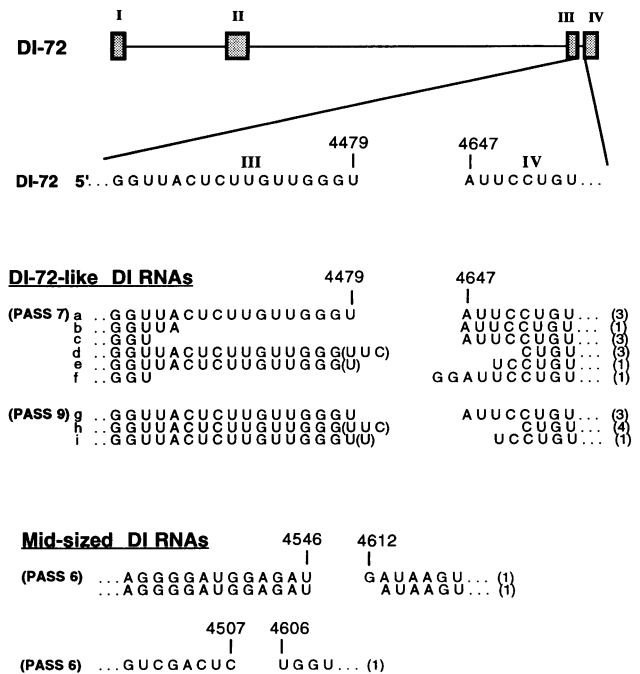 I II III IV
DI-72
4479 4647
III IV
DI-72 5'...GGUUACUCUUGUUGGGU AUUCCUGU...
DI-72-like DI RNAs 4479 4647
(PASS 7) a ..GGUUACUCUUGUUGGGU AUUCCUGU... (3)
b ..GGUUA AUUCCUGU... (1)
c ..GGU AUUCCUGU... (3)
d ..GGUUACUCUUGUUGGG(UUC) CUGU... (3)
e ..GGUUACUCUUGUUGGG(U) UCCUGU... (1)
f ..GGU GGAUUCCUGU... (1)
(PASS 9) g ..GGUUACUCUUGUUGGGU AUUCCUGU... (3)
h ..GGUUACUCUUGUUGGG(UUC) CUGU... (4)
i ..GGUUACUCUUGUUGGGU(U) UCCUGU... (1)
Mid-sized DI RNAs 4546 4612
(PASS 6) ...AGGGGAUGGAGAU GAUAAGU... (1)
...AGGGGAUGGAGAU AUAAGU... (1)
4507 4606
(PASS 6) ...GUCGACUC UGGU... (1)